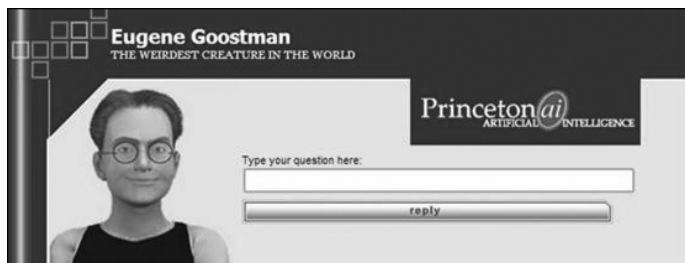 Eugene Goostman
THE WEIRDEST CREATURE IN THE WORLD
Princeton ai
ARTIFICIAL INTELLIGENCE
Type your question here:
reply